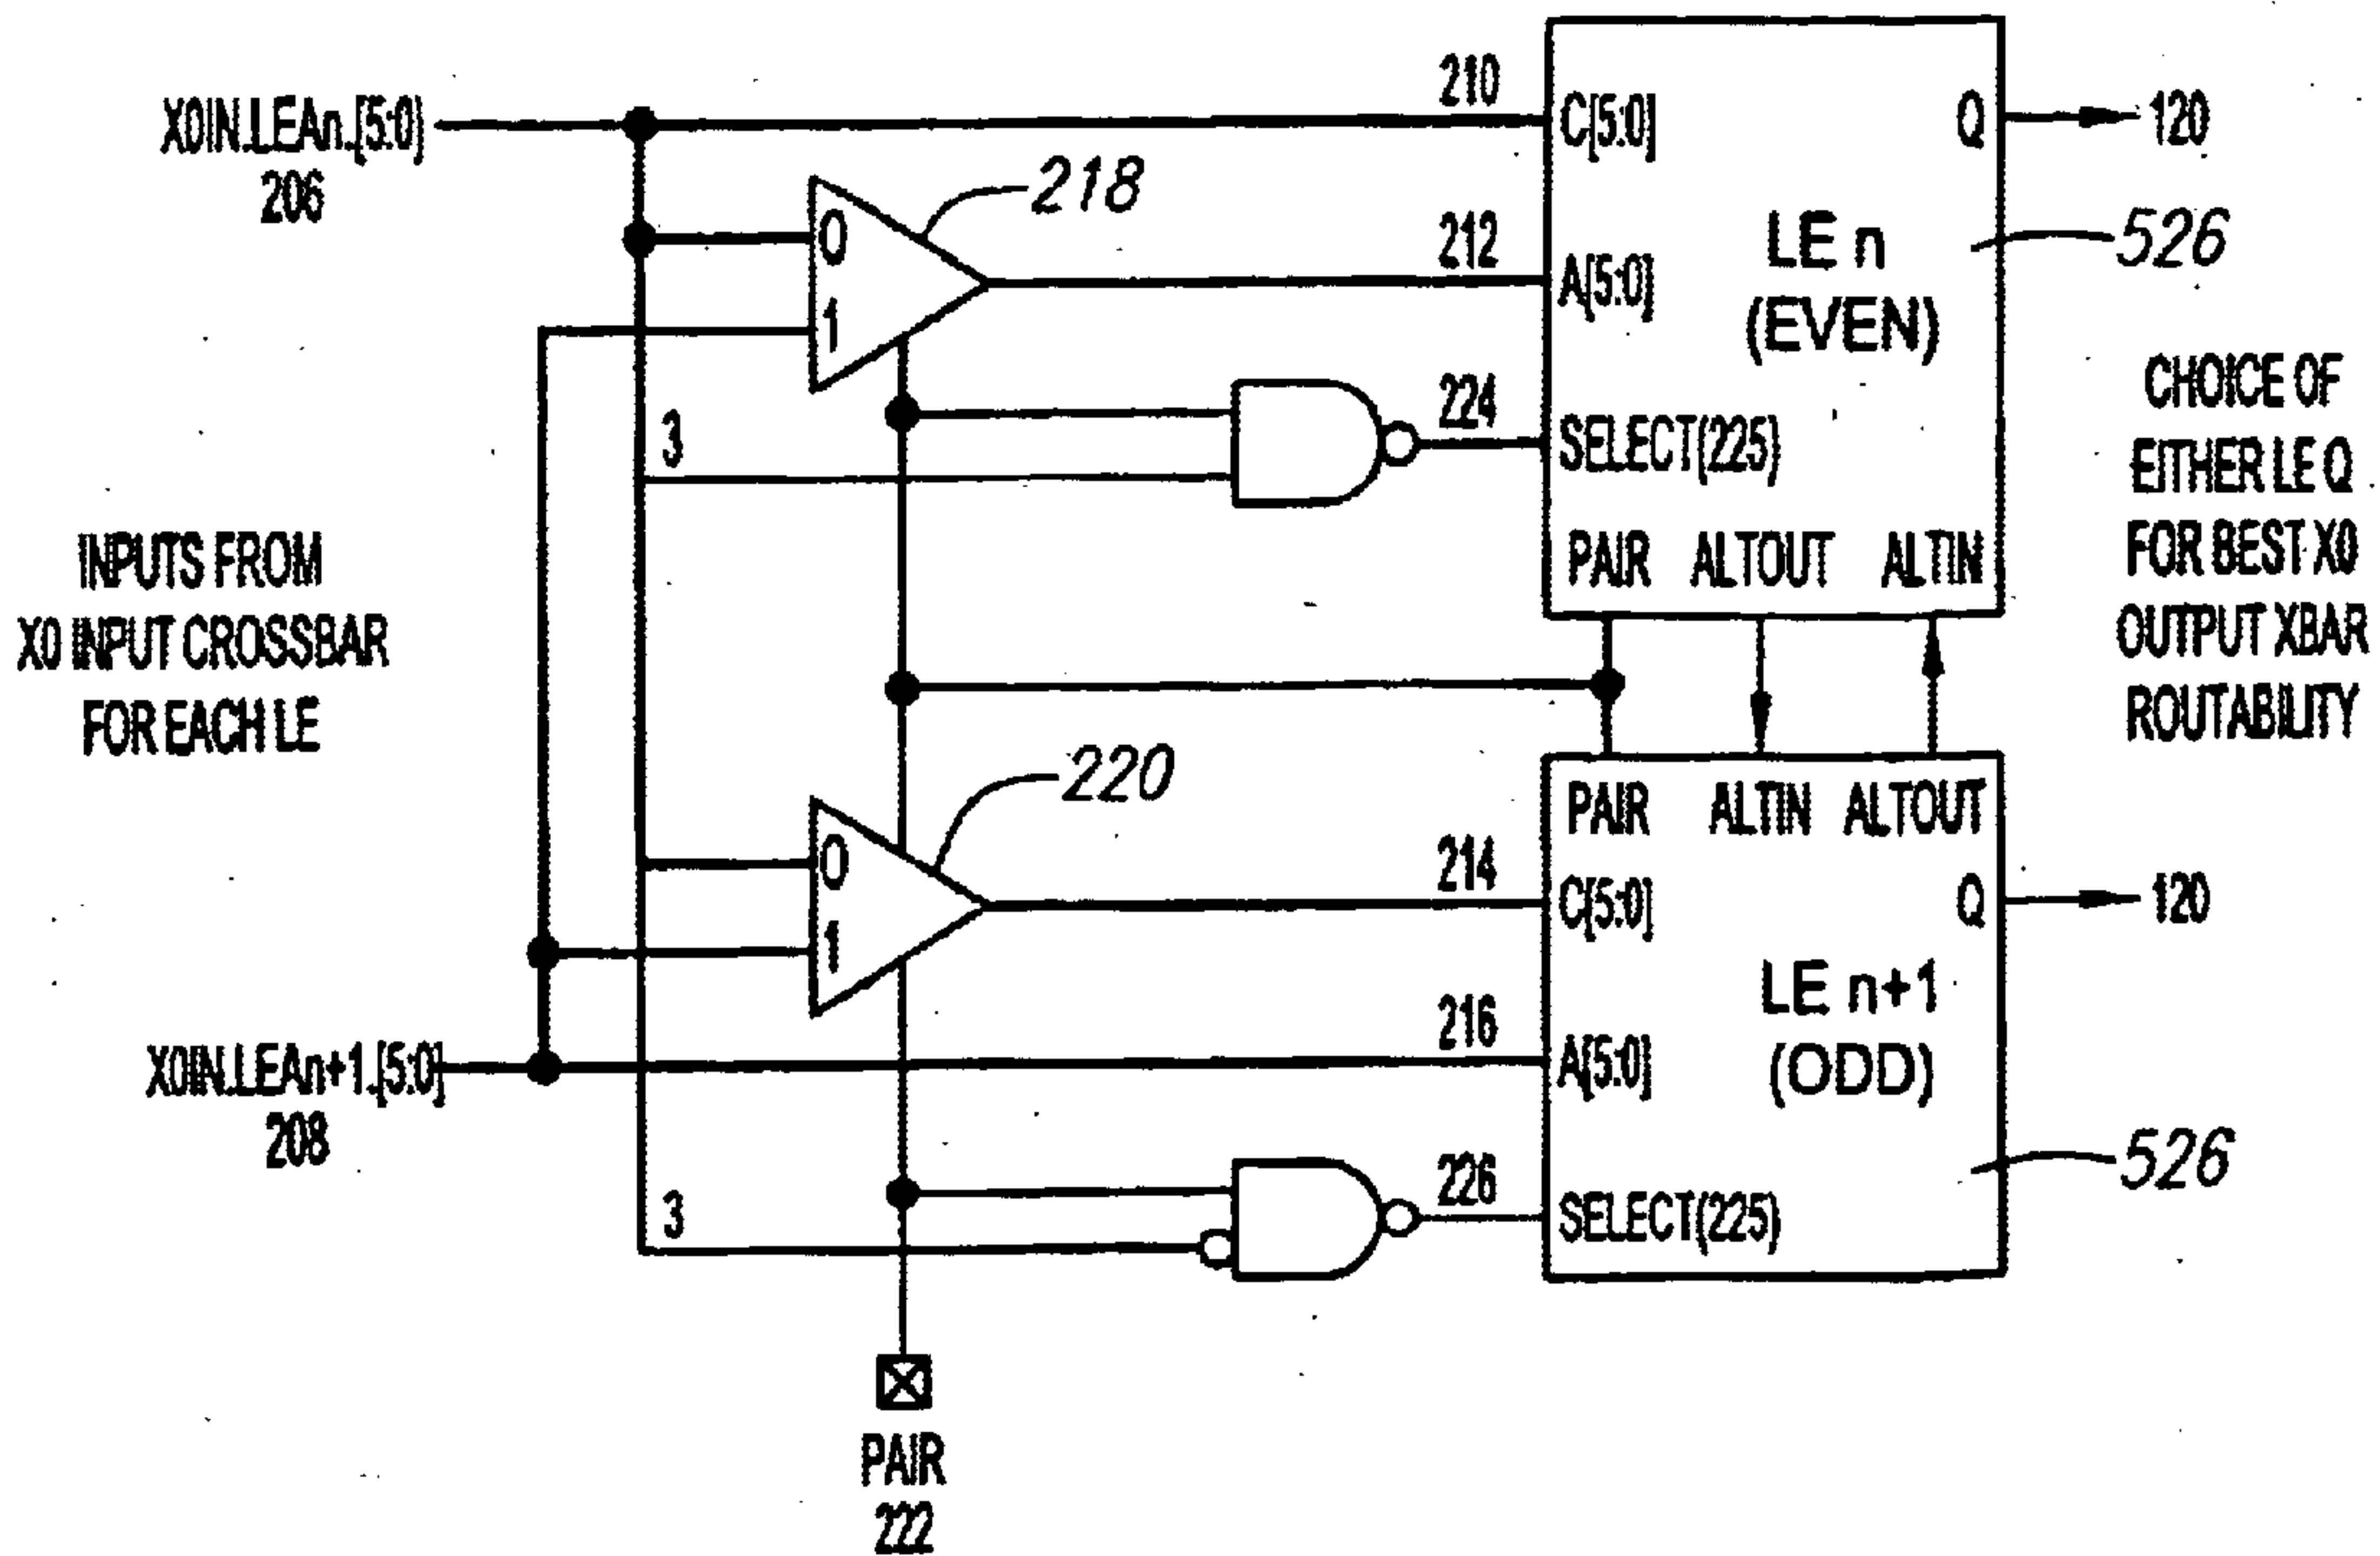 X0IN.LEAn.[5:0]
206
210
C[5:0]
Q
120
218
0
1
212
A[5:0]
LE n
(EVEN)
526
3
224
SELECT(225)
PAIR ALTOUT ALTIN
CHOICE OF
EITHER LE Q
FOR BEST X0
OUTPUT XBAR
ROUTABILITY
INPUTS FROM
X0 INPUT CROSSBAR
FOR EACH LE
220
0
1
PAIR ALTIN ALTOUT
214
C[5:0]
Q
120
LE n+1
(ODD)
X0IN.LEAn+1.[5:0]
208
216
A[5:0]
526
3
226
SELECT(225)
PAIR
222